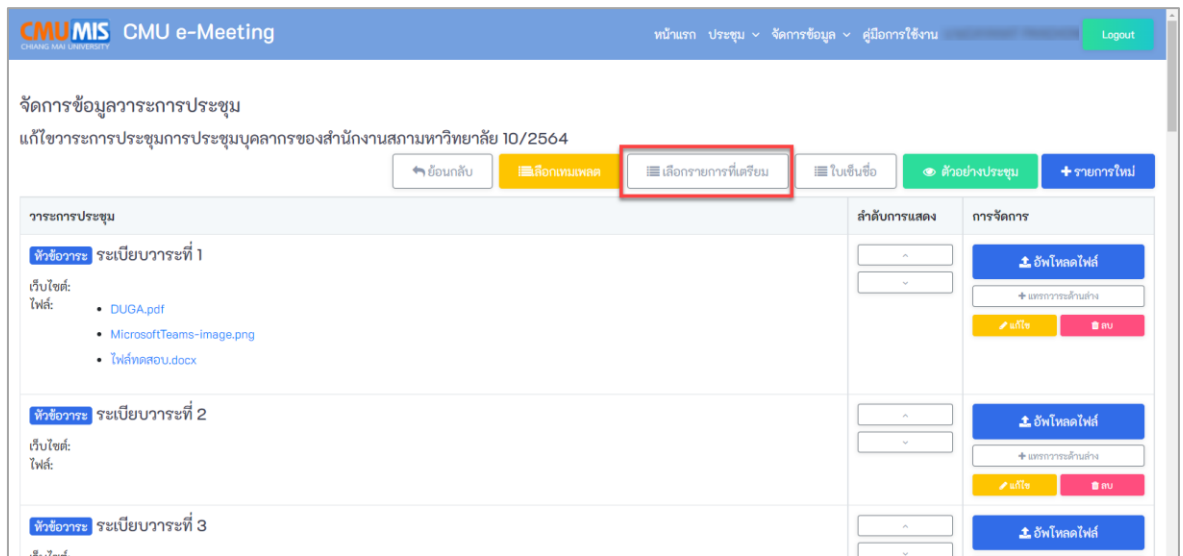 CMU MIS CMU e-Meeting หน้าแรก ประชุม จัดการข้อมูล คู่มือการใช้งาน Logout
CHIANG MAI UNIVERSITY
จัดการข้อมูลวาระการประชุม
แก้ไขวาระการประชุมการประชุมบุคลากรของสำนักงานสภามหาวิทยาลัย 10/2564
ย้อนกลับ เลือกเทมเพลต เลือกรายการที่เตรียม ใบเซ็นชื่อ ตัวอย่างประชุม + รายการใหม่
วาระการประชุม ลำดับการแสดง การจัดการ
หัวข้อวาระ ระเบียบวาระที่ 1 อัพโหลดไฟล์
เว็บไซต์: + แทรกวาระด้านล่าง
ไฟล์: • DUGA.pdf แก้ไข ลบ
• MicrosoftTeams-image.png
• ไฟล์ทดสอบ.docx
หัวข้อวาระ ระเบียบวาระที่ 2 อัพโหลดไฟล์
เว็บไซต์: + แทรกวาระด้านล่าง
ไฟล์: แก้ไข ลบ
หัวข้อวาระ ระเบียบวาระที่ 3 อัพโหลดไฟล์